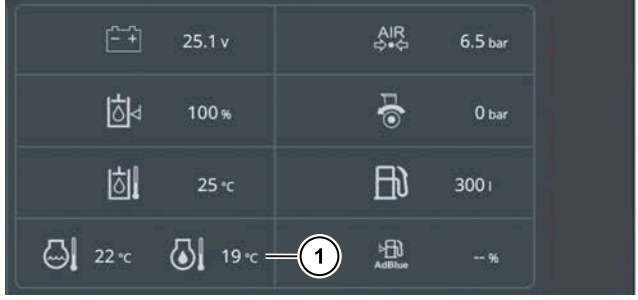 25.1 v
AIR
6.5 bar
100 %
0 bar
25 °C
300 l
22 °C
19 °C
1
AdBlue
-- %